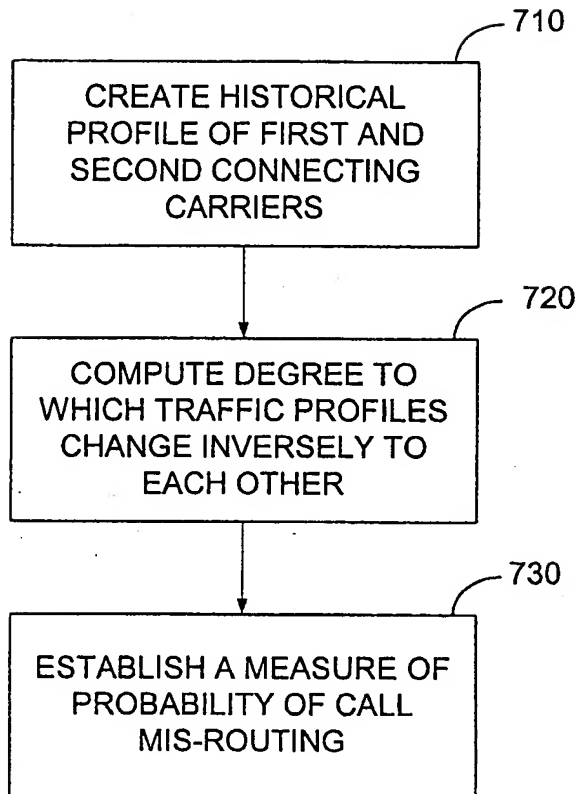 710
CREATE HISTORICAL
PROFILE OF FIRST AND
SECOND CONNECTING
CARRIERS
720
COMPUTE DEGREE TO
WHICH TRAFFIC PROFILES
CHANGE INVERSELY TO
EACH OTHER
730
ESTABLISH A MEASURE OF
PROBABILITY OF CALL
MIS-ROUTING